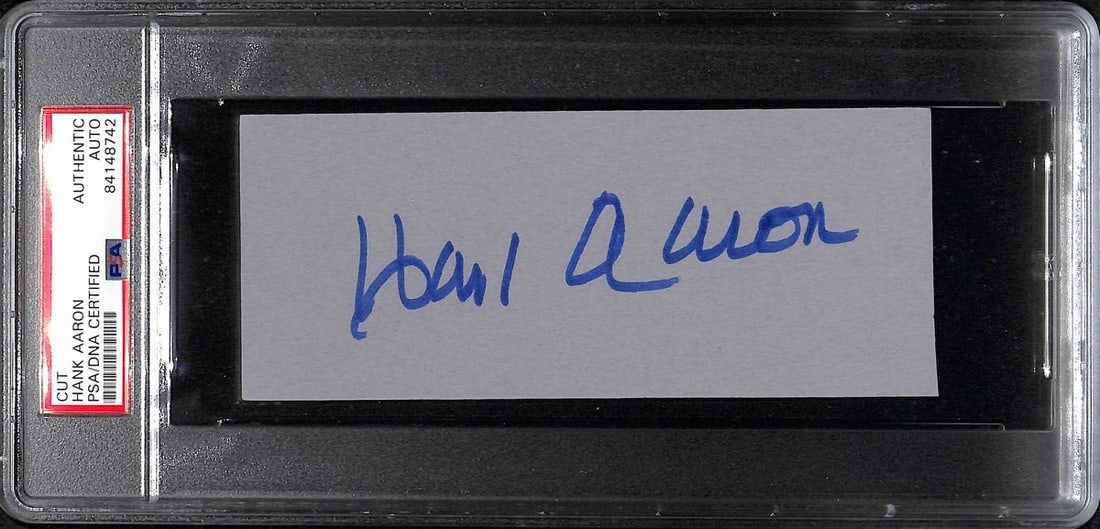 CUT
HANK AARON
PSA/DNA CERTIFIED
AUTHENTIC
AUTO
84148742
PSA
Hank Aaron